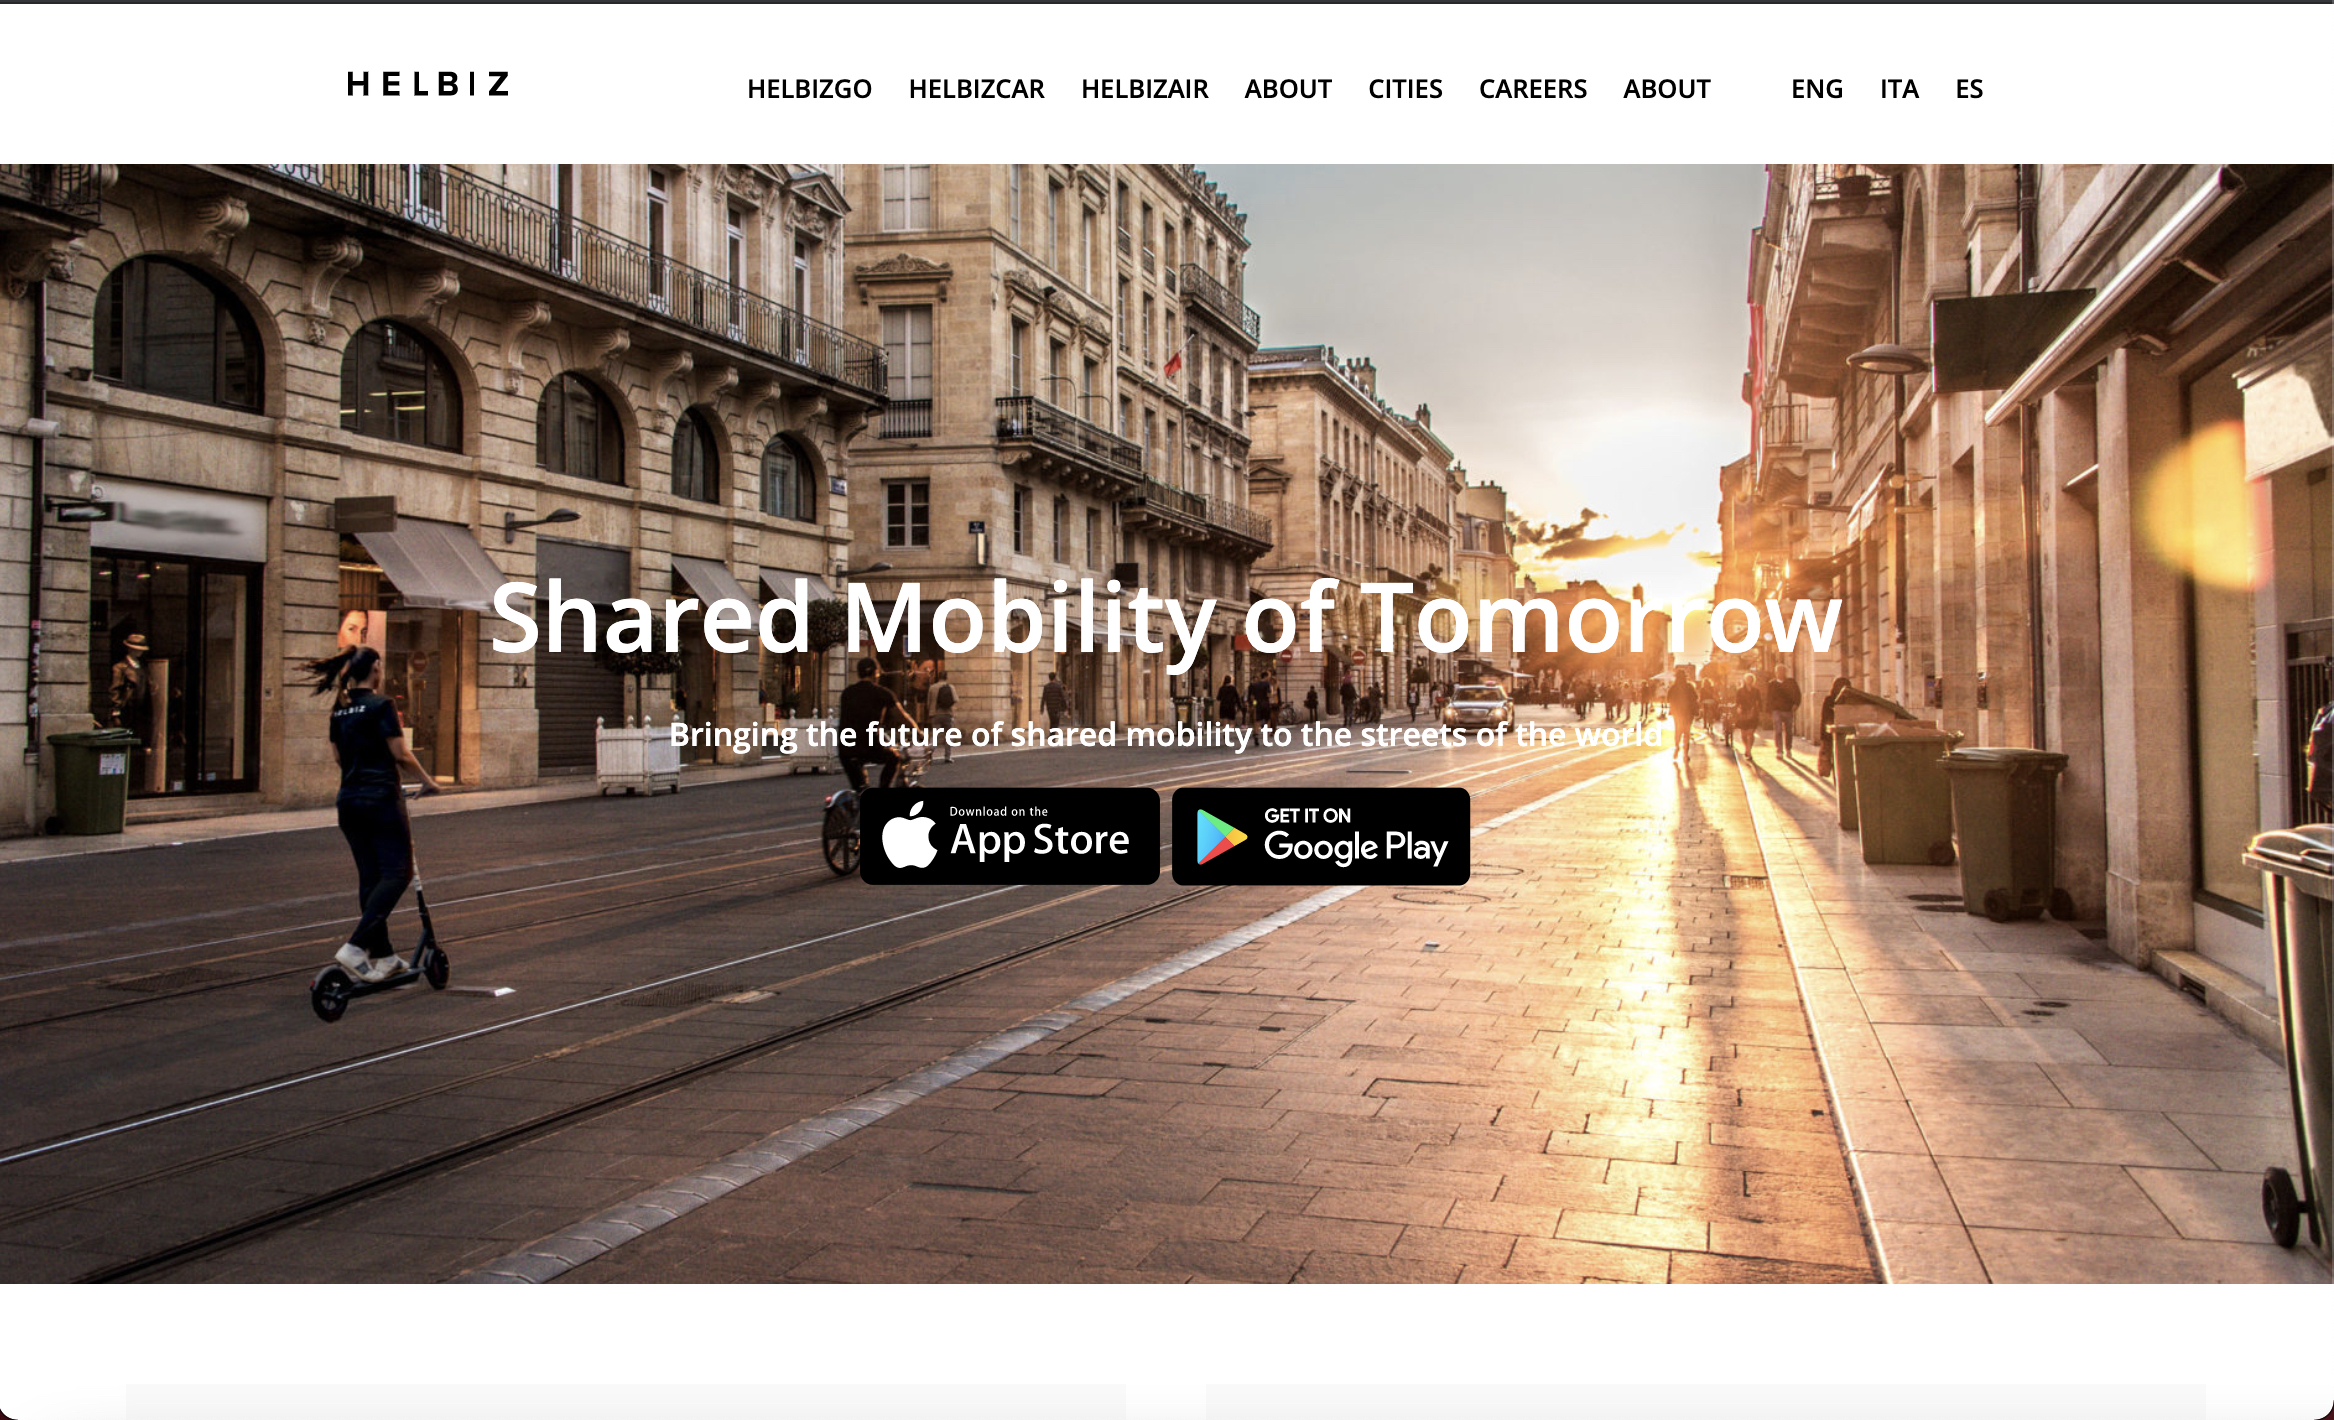 HELBIZ
HELBIZGO HELBIZCAR HELBIZAIR ABOUT CITIES CAREERS ABOUT ENG ITA ES
Shared Mobility of Tomorrow
HELBIZ
Bringing the future of shared mobility to the streets of the world
Download on the
App Store
GET IT ON
Google Play